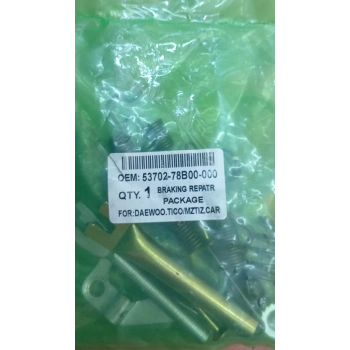 OEM: 53702-78B00-000
QTY. 1 BRAKING REPATR
PACKAGE
FOR:DAEWOO.TICO/MZTIZ.CAR